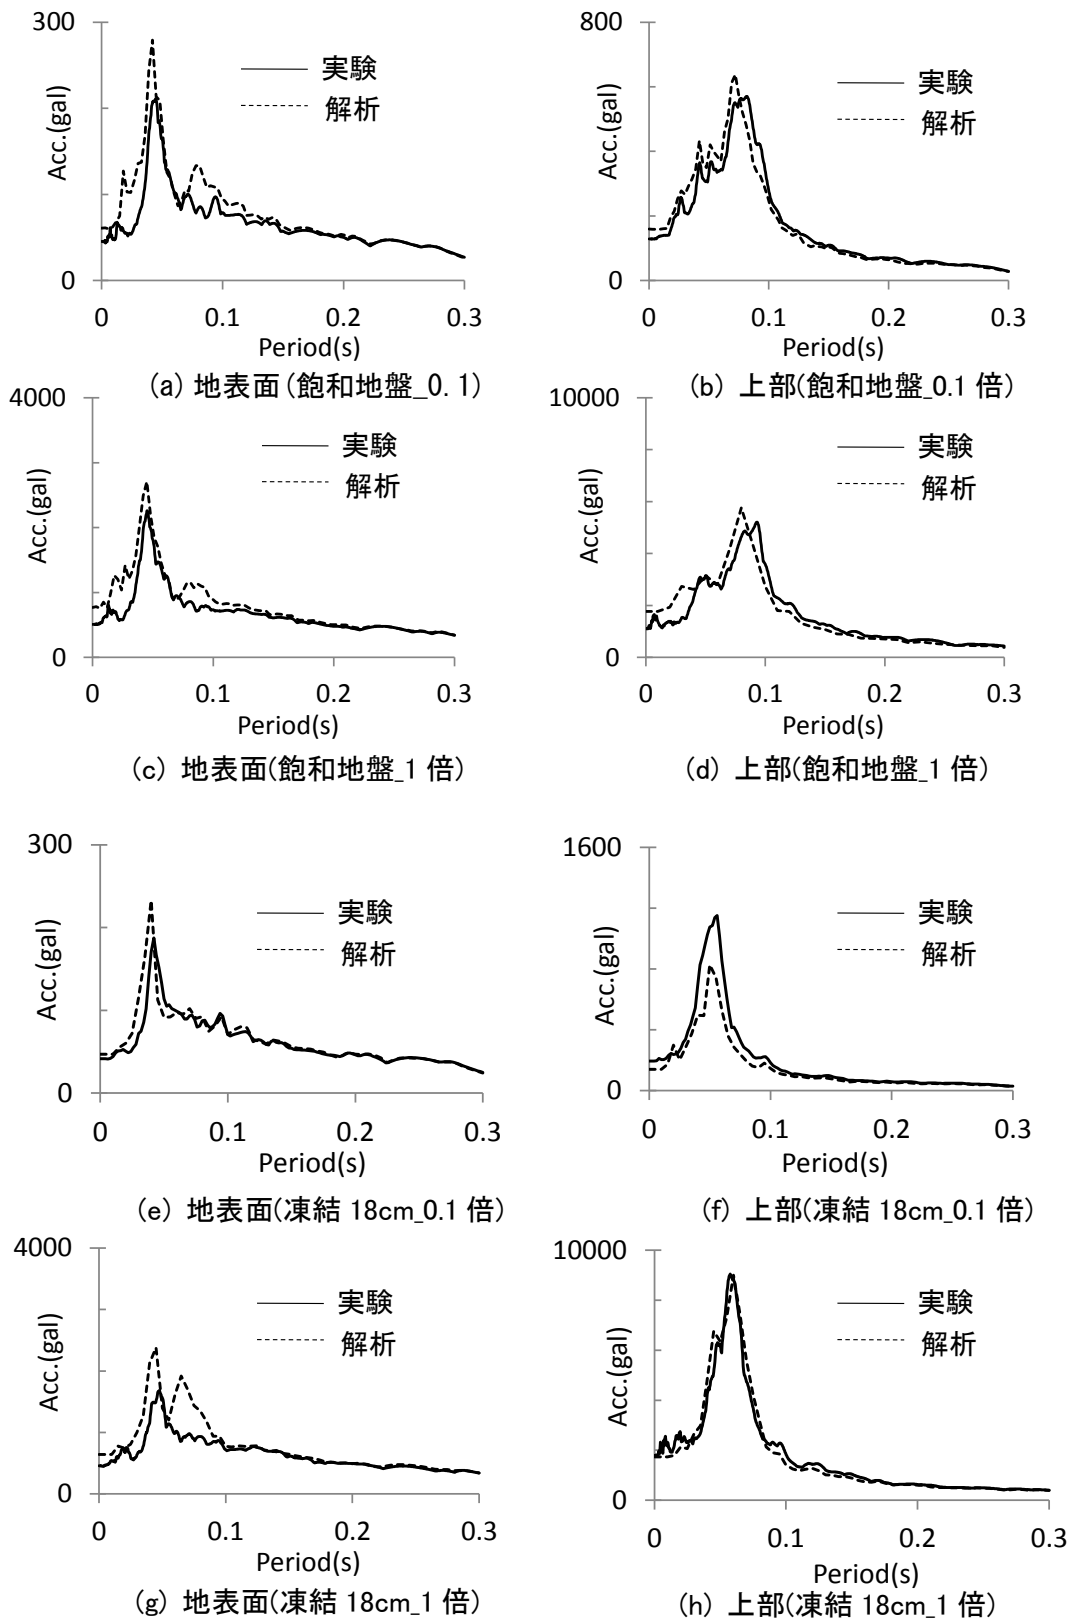 300
Acc.(gal)
実験
解析
0
0
0.1
0.2
0.3
Period(s)
(a) 地表面(飽和地盤_0.1)
800
Acc.(gal)
実験
解析
0
0
0.1
0.2
0.3
Period(s)
(b) 上部(飽和地盤_0.1 倍)
4000
Acc.(gal)
実験
解析
0
0
0.1
0.2
0.3
Period(s)
(c) 地表面(飽和地盤_1 倍)
10000
Acc.(gal)
実験
解析
0
0
0.1
0.2
0.3
Period(s)
(d) 上部(飽和地盤_1 倍)
300
Acc.(gal)
実験
解析
0
0
0.1
0.2
0.3
Period(s)
(e) 地表面(凍結 18cm_0.1 倍)
1600
Acc.(gal)
実験
解析
0
0
0.1
0.2
0.3
Period(s)
(f) 上部(凍結 18cm_0.1 倍)
4000
Acc.(gal)
実験
解析
0
0
0.1
0.2
0.3
Period(s)
(g) 地表面(凍結 18cm_1 倍)
10000
Acc.(gal)
実験
解析
0
0
0.1
0.2
0.3
Period(s)
(h) 上部(凍結 18cm_1 倍)